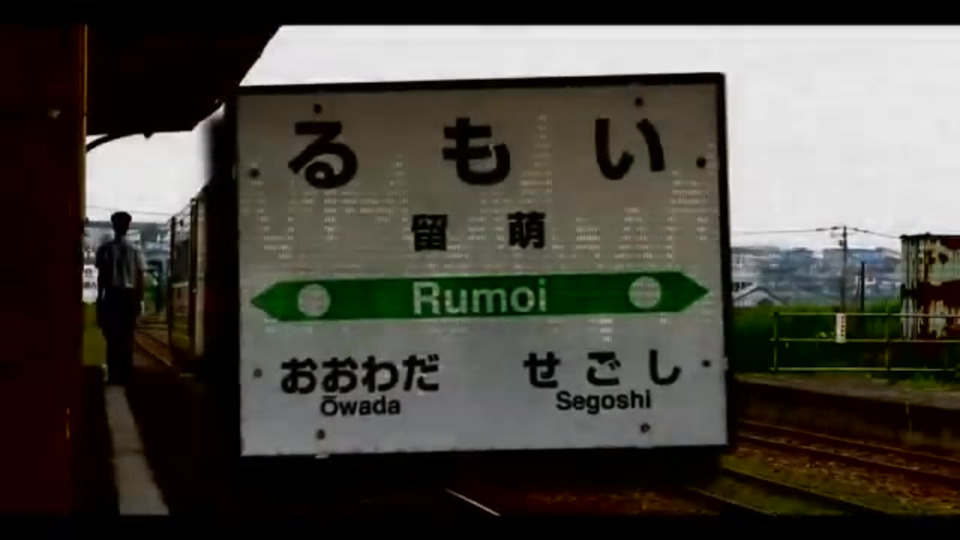 るもい
留萌
Rumoi
おおわだ せごし
Ōwada Segoshi